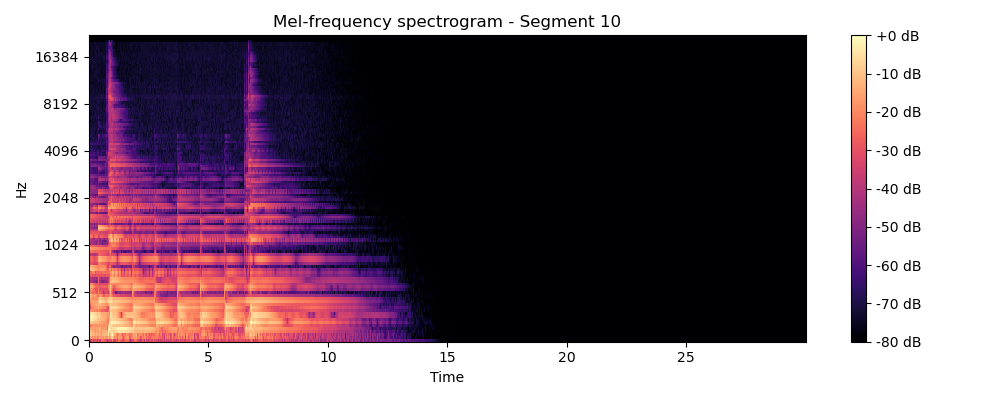 Mel-frequency spectrogram - Segment 10
Hz
16384
8192
4096
2048
1024
512
0
0 5 10 15 20 25
Time
+0 dB
-10 dB
-20 dB
-30 dB
-40 dB
-50 dB
-60 dB
-70 dB
-80 dB